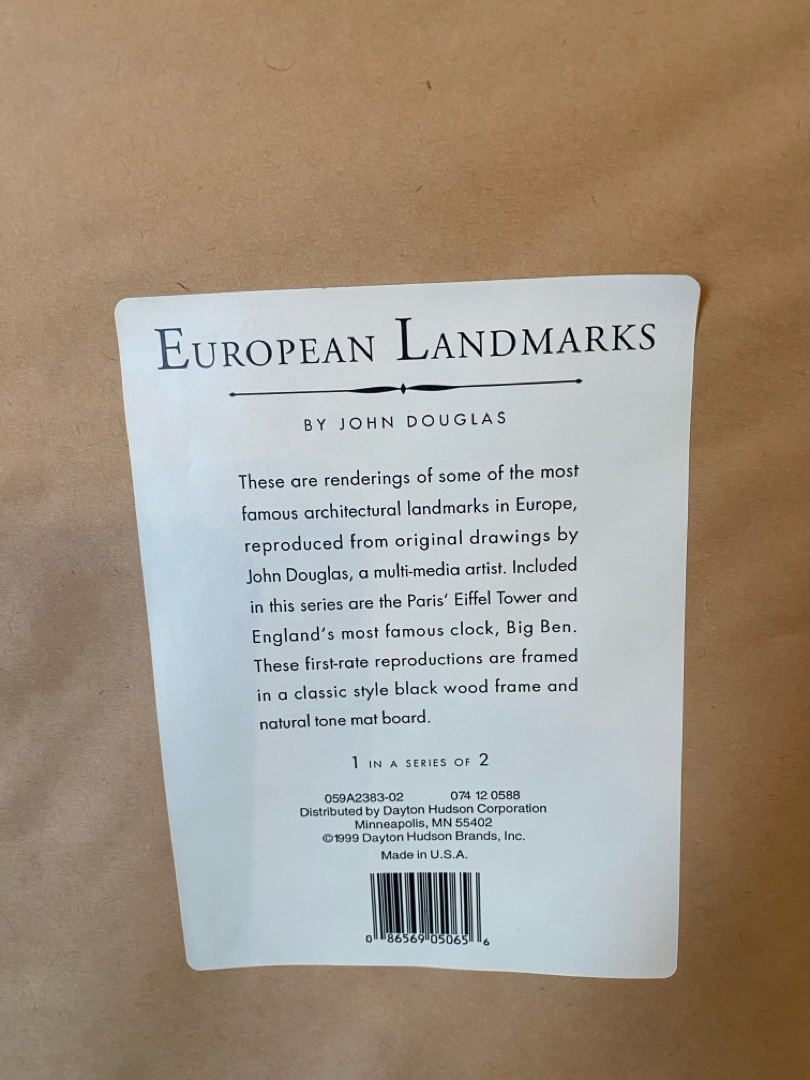 EUROPEAN LANDMARKS
BY JOHN DOUGLAS
These are renderings of some of the most
famous architectural landmarks in Europe,
reproduced from original drawings by
John Douglas, a multi-media artist. Included
in this series are the Paris' Eiffel Tower and
England's most famous clock, Big Ben.
These first-rate reproductions are framed
in a classic style black wood frame and
natural tone mat board.
1 IN A SERIES OF 2
059A2383-02 074 12 0588
Distributed by Dayton Hudson Corporation
Minneapolis, MN 55402
©1999 Dayton Hudson Brands, Inc.
Made in U.S.A.
0 86569 05065 6